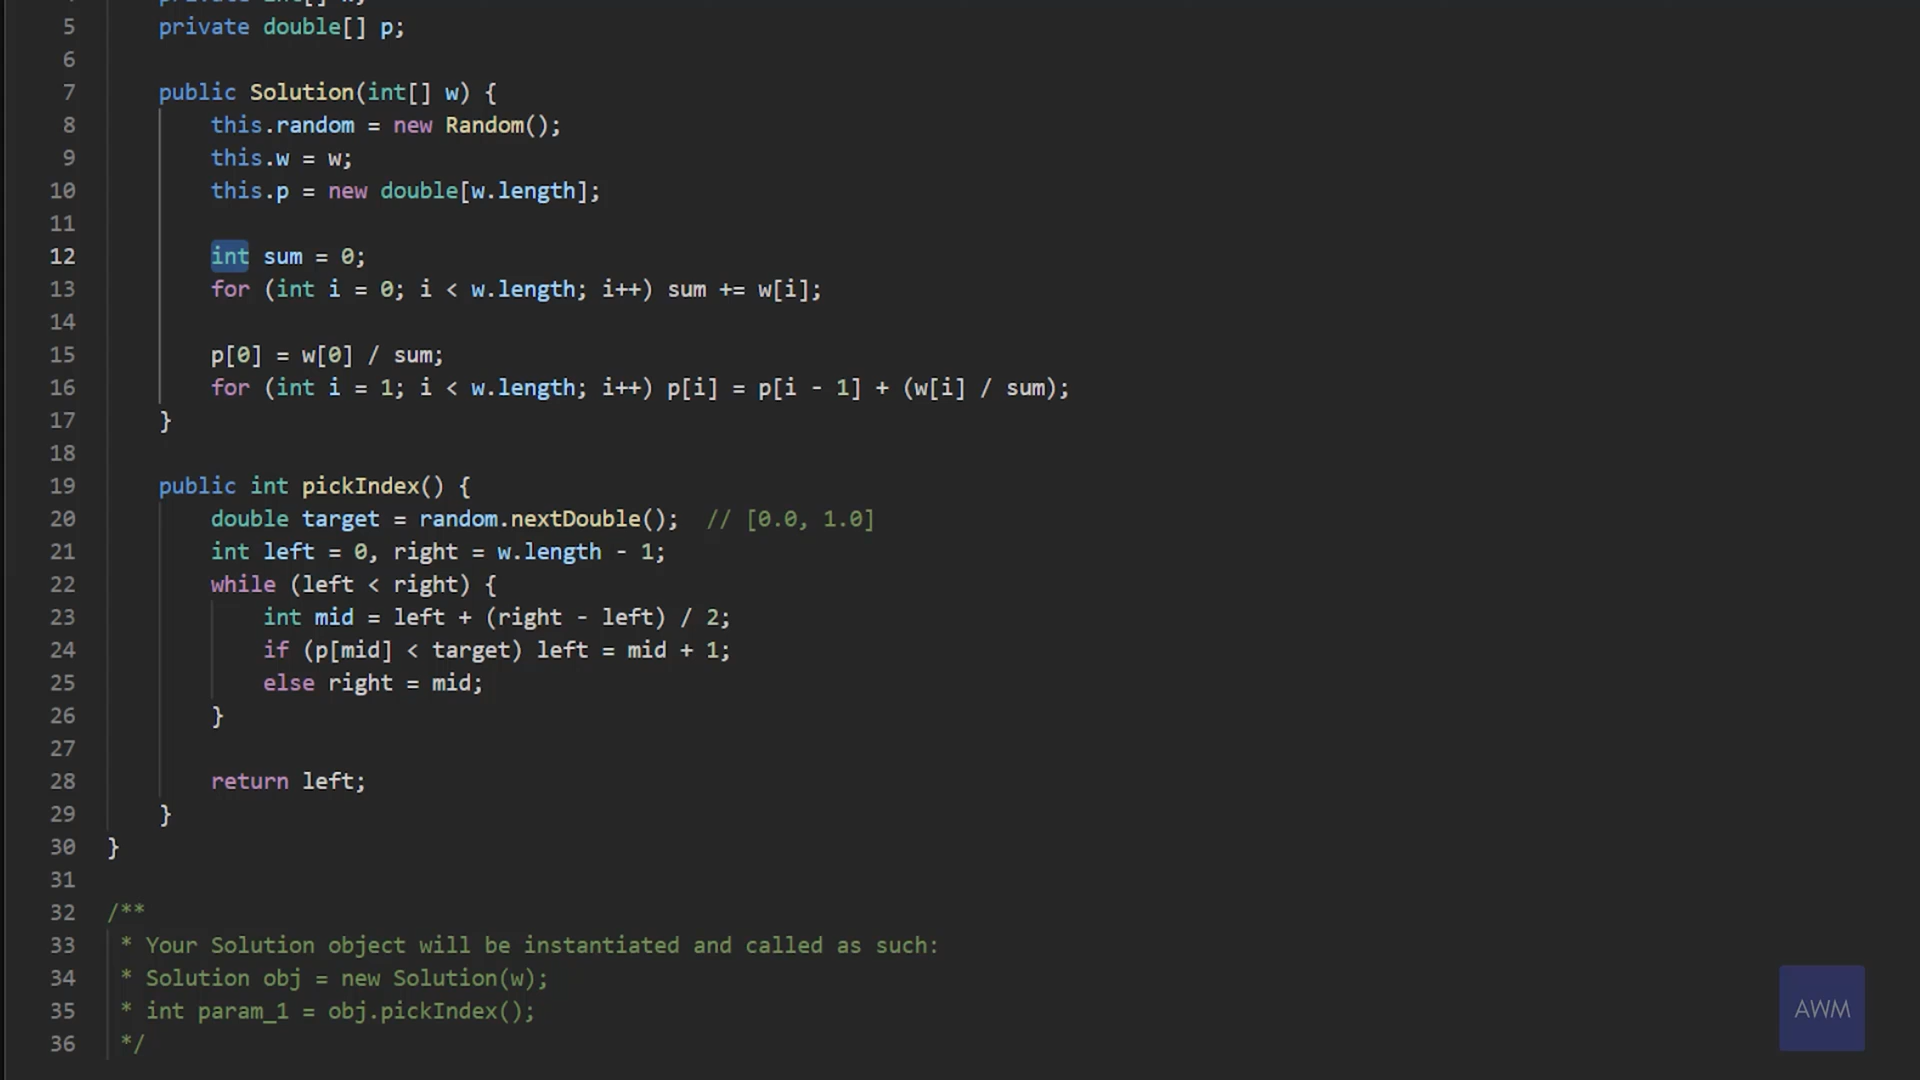 5 private double[] p;
6
7 public Solution(int[] w) {
8 this.random = new Random();
9 this.w = w;
10 this.p = new double[w.length];
11
12 int sum = 0;
13 for (int i = 0; i < w.length; i++) sum += w[i];
14
15 p[0] = w[0] / sum;
16 for (int i = 1; i < w.length; i++) p[i] = p[i - 1] + (w[i] / sum);
17 }
18
19 public int pickIndex() {
20 double target = random.nextDouble(); // [0.0, 1.0]
21 int left = 0, right = w.length - 1;
22 while (left < right) {
23 int mid = left + (right - left) / 2;
24 if (p[mid] < target) left = mid + 1;
25 else right = mid;
26 }
27
28 return left;
29 }
30 }
31
32 /**
33 * Your Solution object will be instantiated and called as such:
34 * Solution obj = new Solution(w);
35 * int param_1 = obj.pickIndex();
36 */
AWM